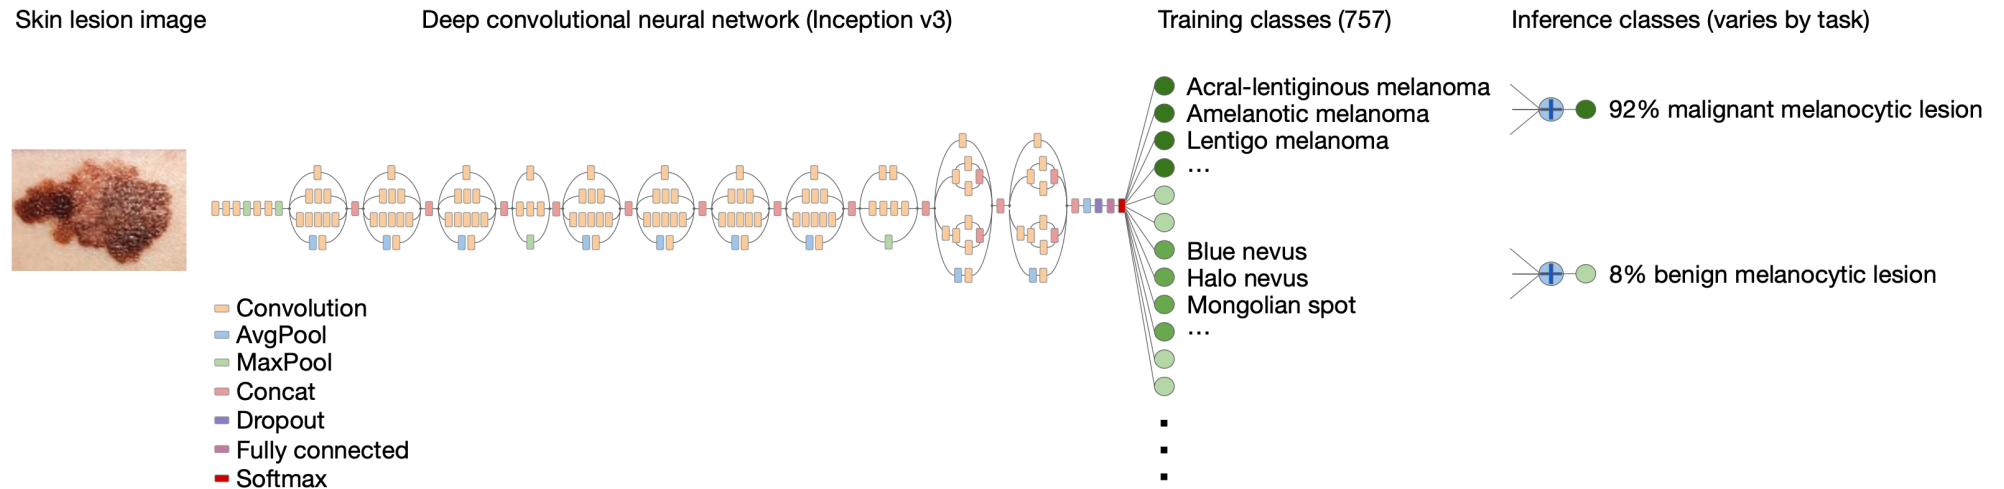 Skin lesion image
Deep convolutional neural network (Inception v3)
Training classes (757)
Inference classes (varies by task)
Acral-lentiginous melanoma
Amelanotic melanoma
Lentigo melanoma
...
Blue nevus
Halo nevus
Mongolian spot
...
92% malignant melanocytic lesion
8% benign melanocytic lesion
Convolution
AvgPool
MaxPool
Concat
Dropout
Fully connected
Softmax